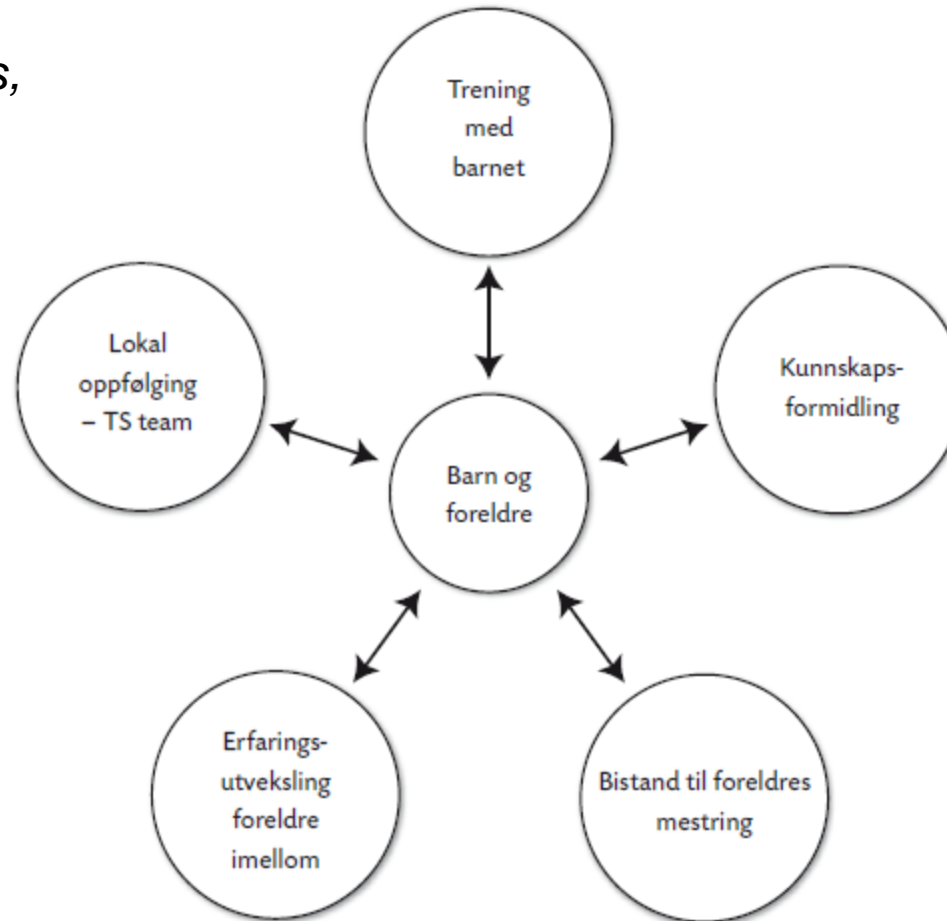 s,
Trening
med
barnet
Lokal
oppfølging
– TS team
Kunnskaps-
formidling
Barn og
foreldre
Erfarings-
utveksling
foreldre
imellom
Bistand til foreldres
mestring